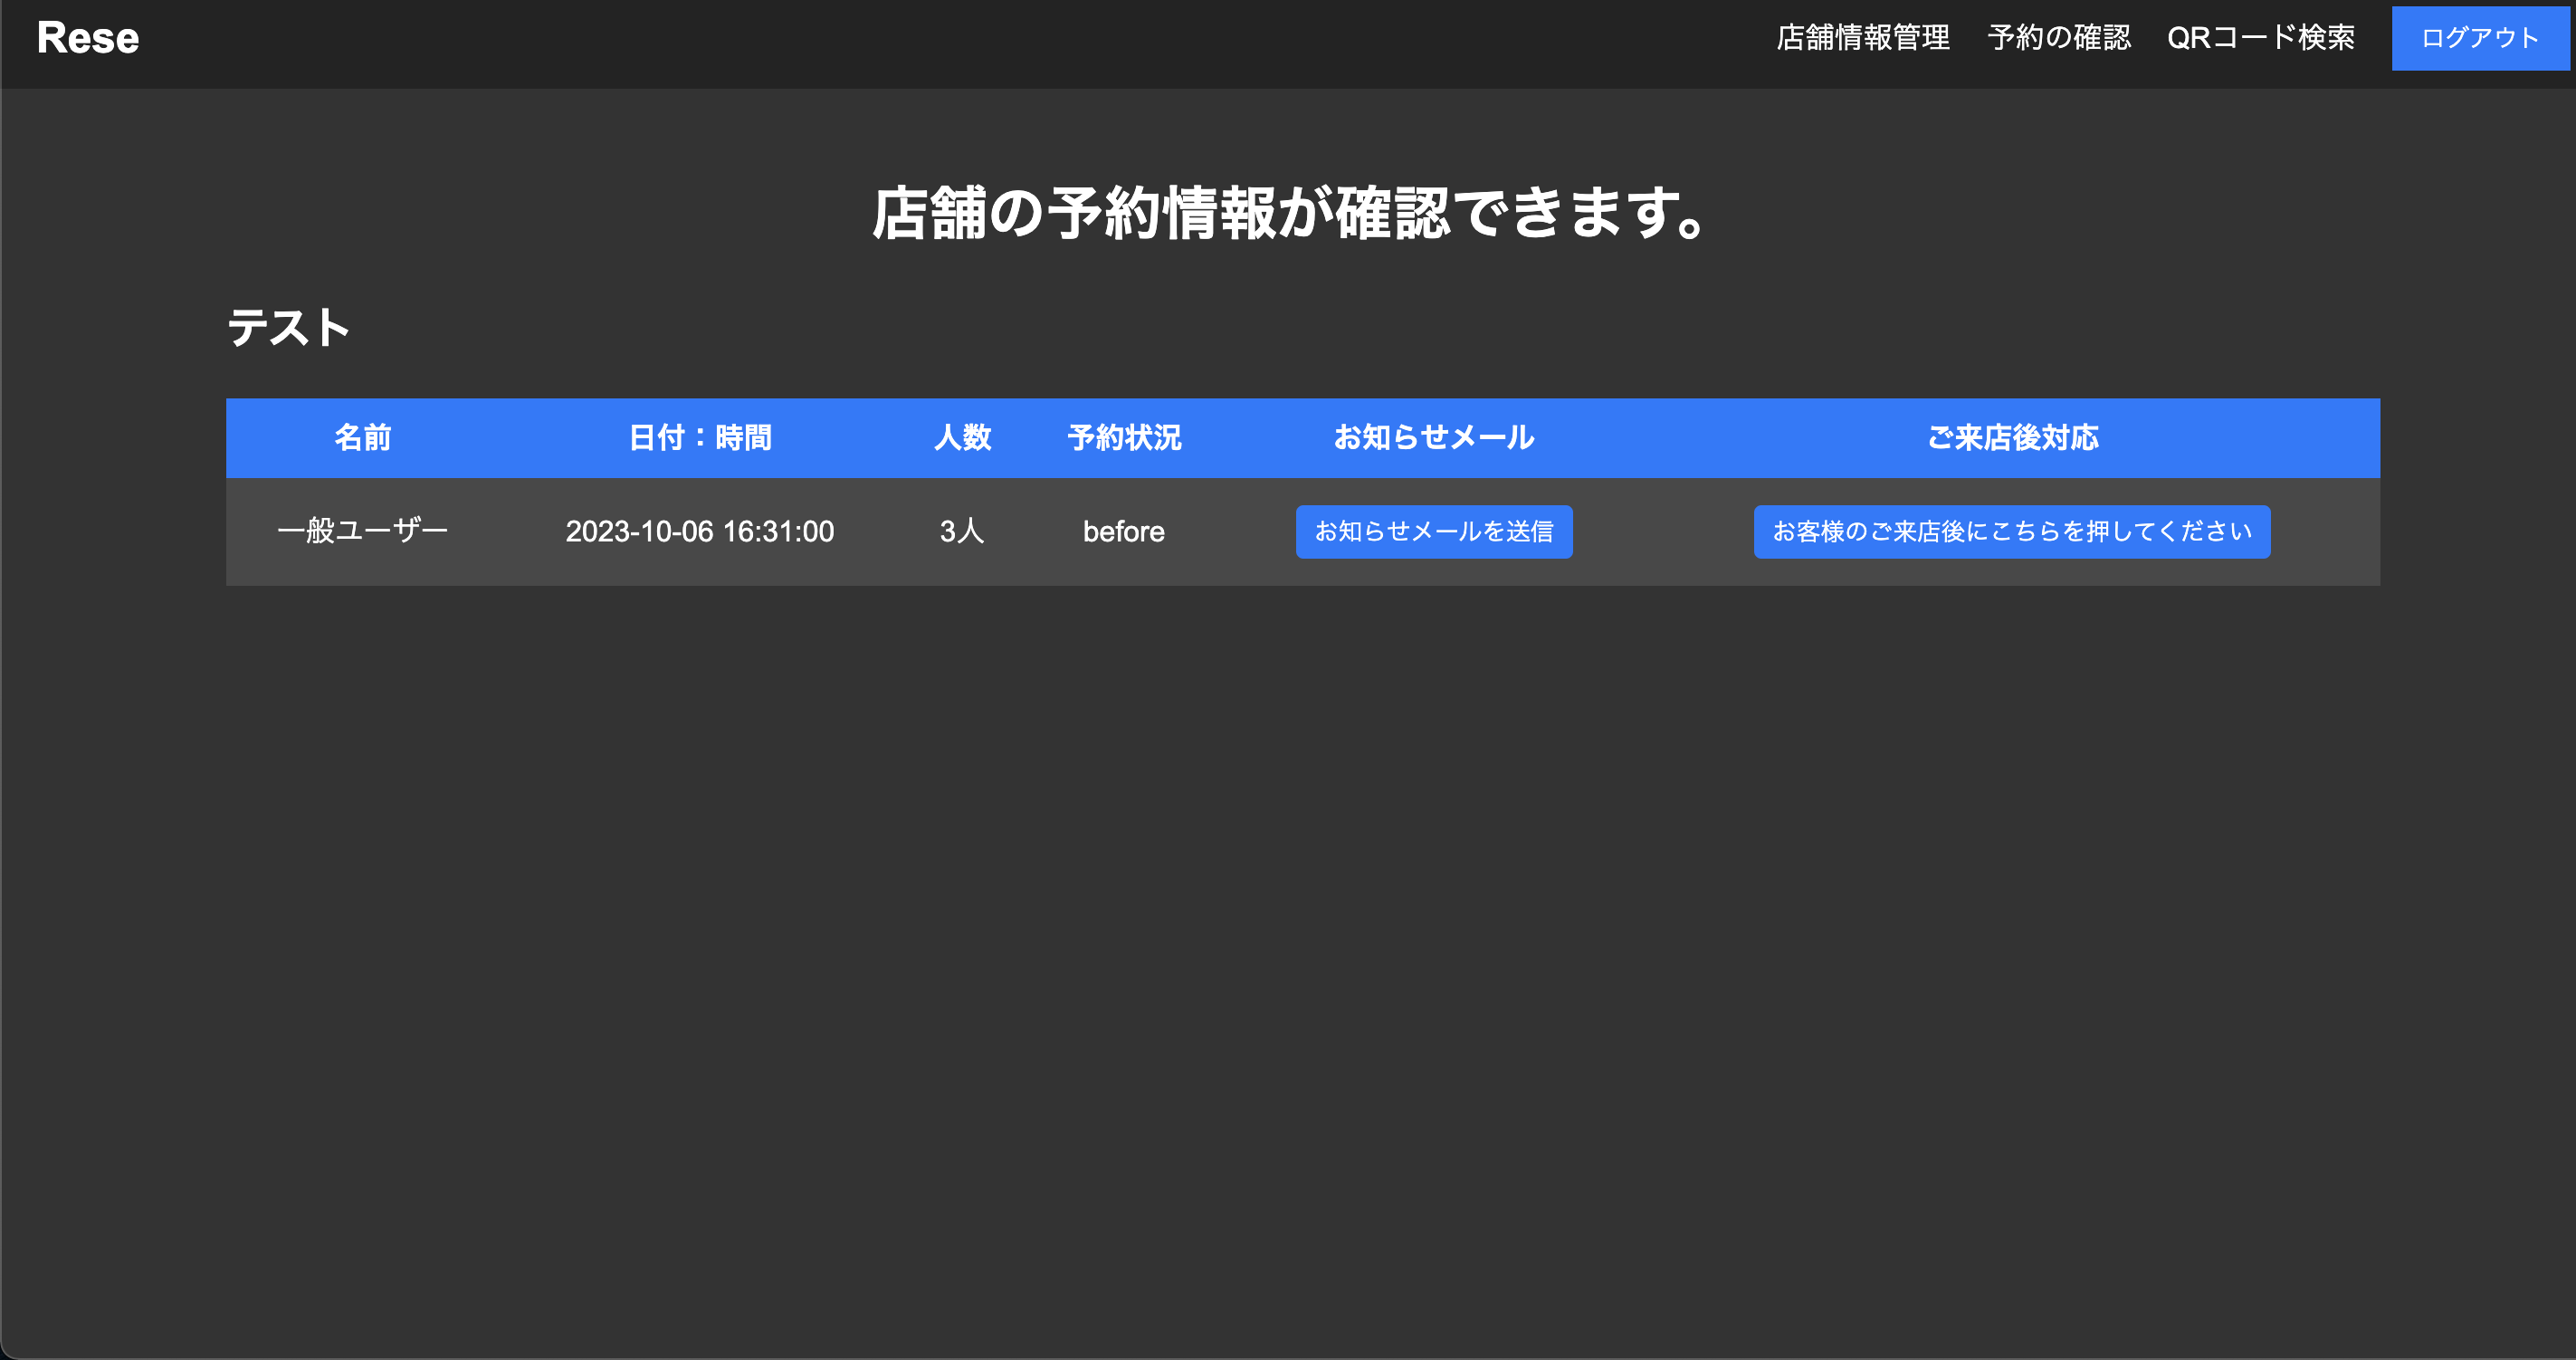 Rese 店舗情報管理 予約の確認 QRコード検索 ログアウト
店舗の予約情報が確認できます。
テスト
名前 日付：時間 人数 予約状況 お知らせメール ご来店後対応
一般ユーザー 2023-10-06 16:31:00 3人 before お知らせメールを送信 お客様のご来店後にこちらを押してください